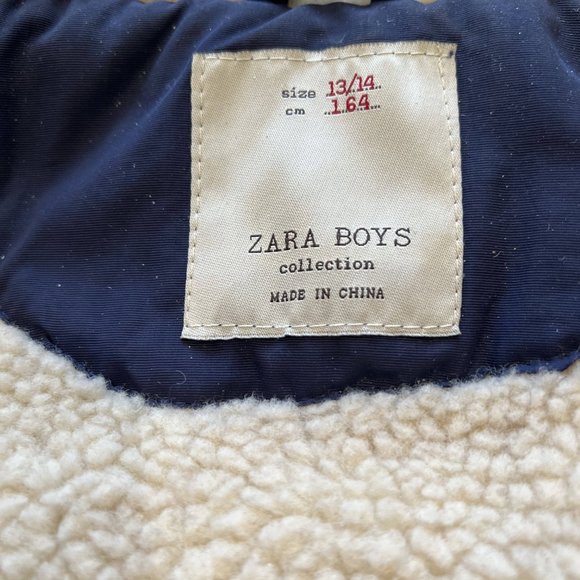 size 13/14
cm 164
ZARA BOYS
collection
MADE IN CHINA